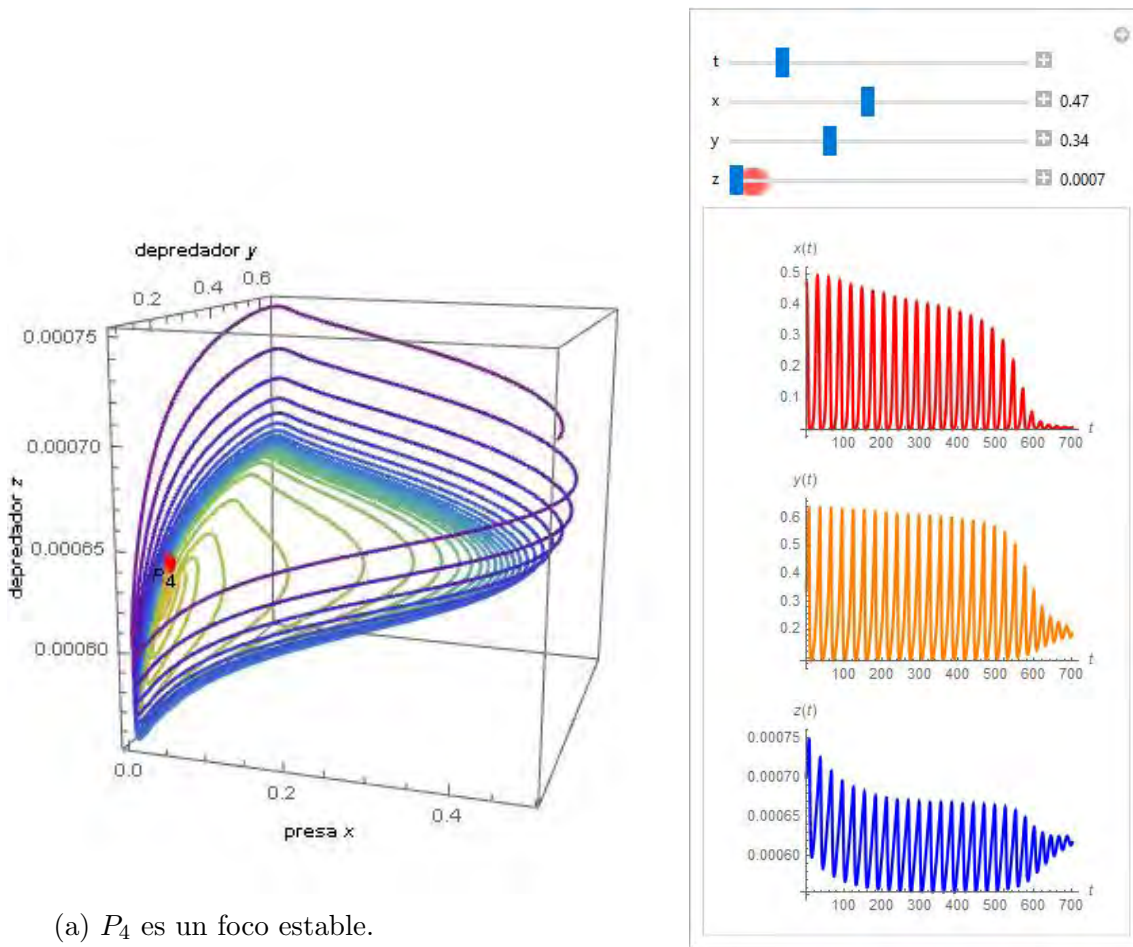 depredador y
0.2 0.4 0.6
0.00075
0.00070
0.00065
0.00060
depredador z
P4
0.0 0.2 0.4
presa x
(a) P4 es un foco estable.
t
x 0.47
y 0.34
z 0.0007
x(t)
0.5
0.4
0.3
0.2
0.1
100 200 300 400 500 600 700 t
y(t)
0.6
0.5
0.4
0.3
0.2
100 200 300 400 500 600 700 t
z(t)
0.00075
0.00070
0.00065
0.00060
100 200 300 400 500 600 700 t